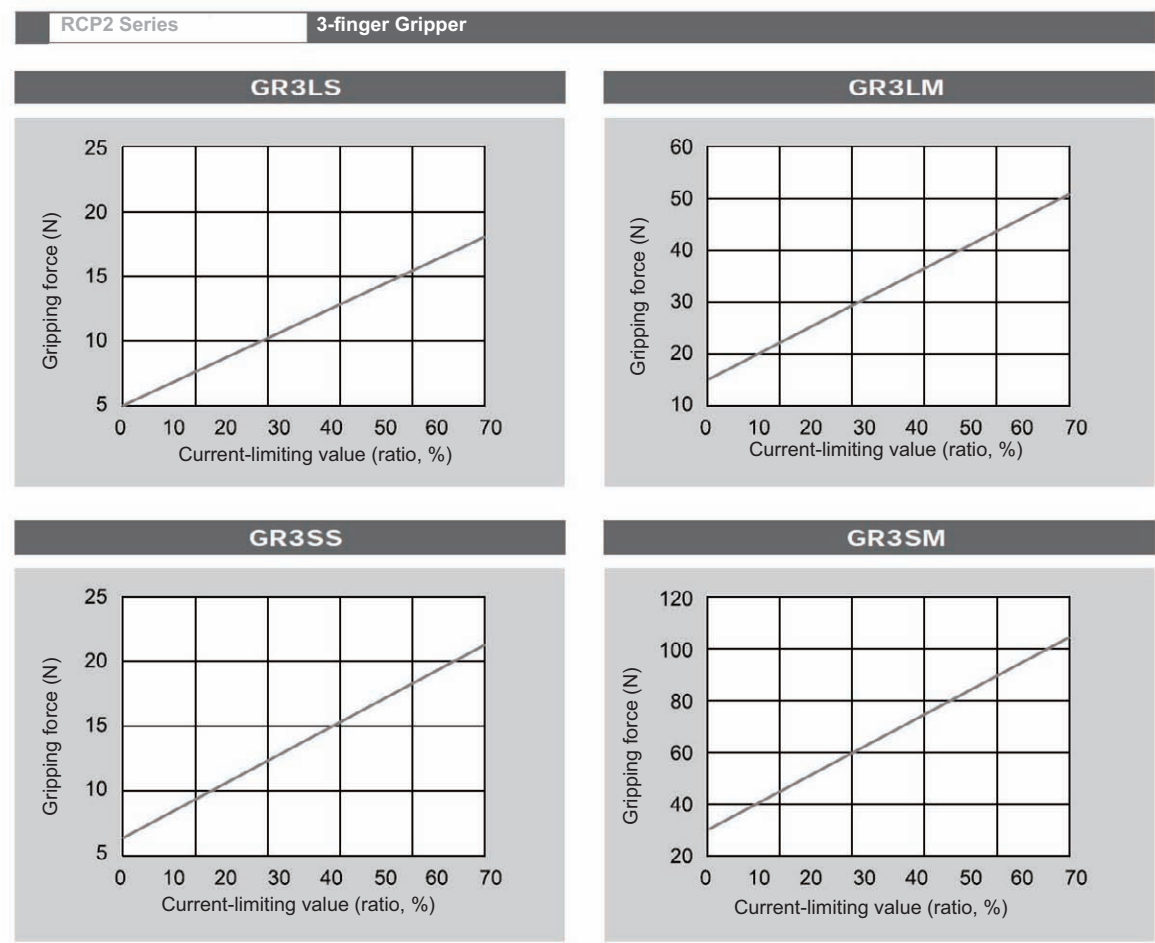 RCP2 Series
3-finger Gripper
GR3LS
25
20
15
10
5
0 10 20 30 40 50 60 70
Gripping force (N)
Current-limiting value (ratio, %)
GR3LM
60
50
40
30
20
10
0 10 20 30 40 50 60 70
Gripping force (N)
Current-limiting value (ratio, %)
GR3SS
25
20
15
10
5
0 10 20 30 40 50 60 70
Gripping force (N)
Current-limiting value (ratio, %)
GR3SM
120
100
80
60
40
20
0 10 20 30 40 50 60 70
Gripping force (N)
Current-limiting value (ratio, %)